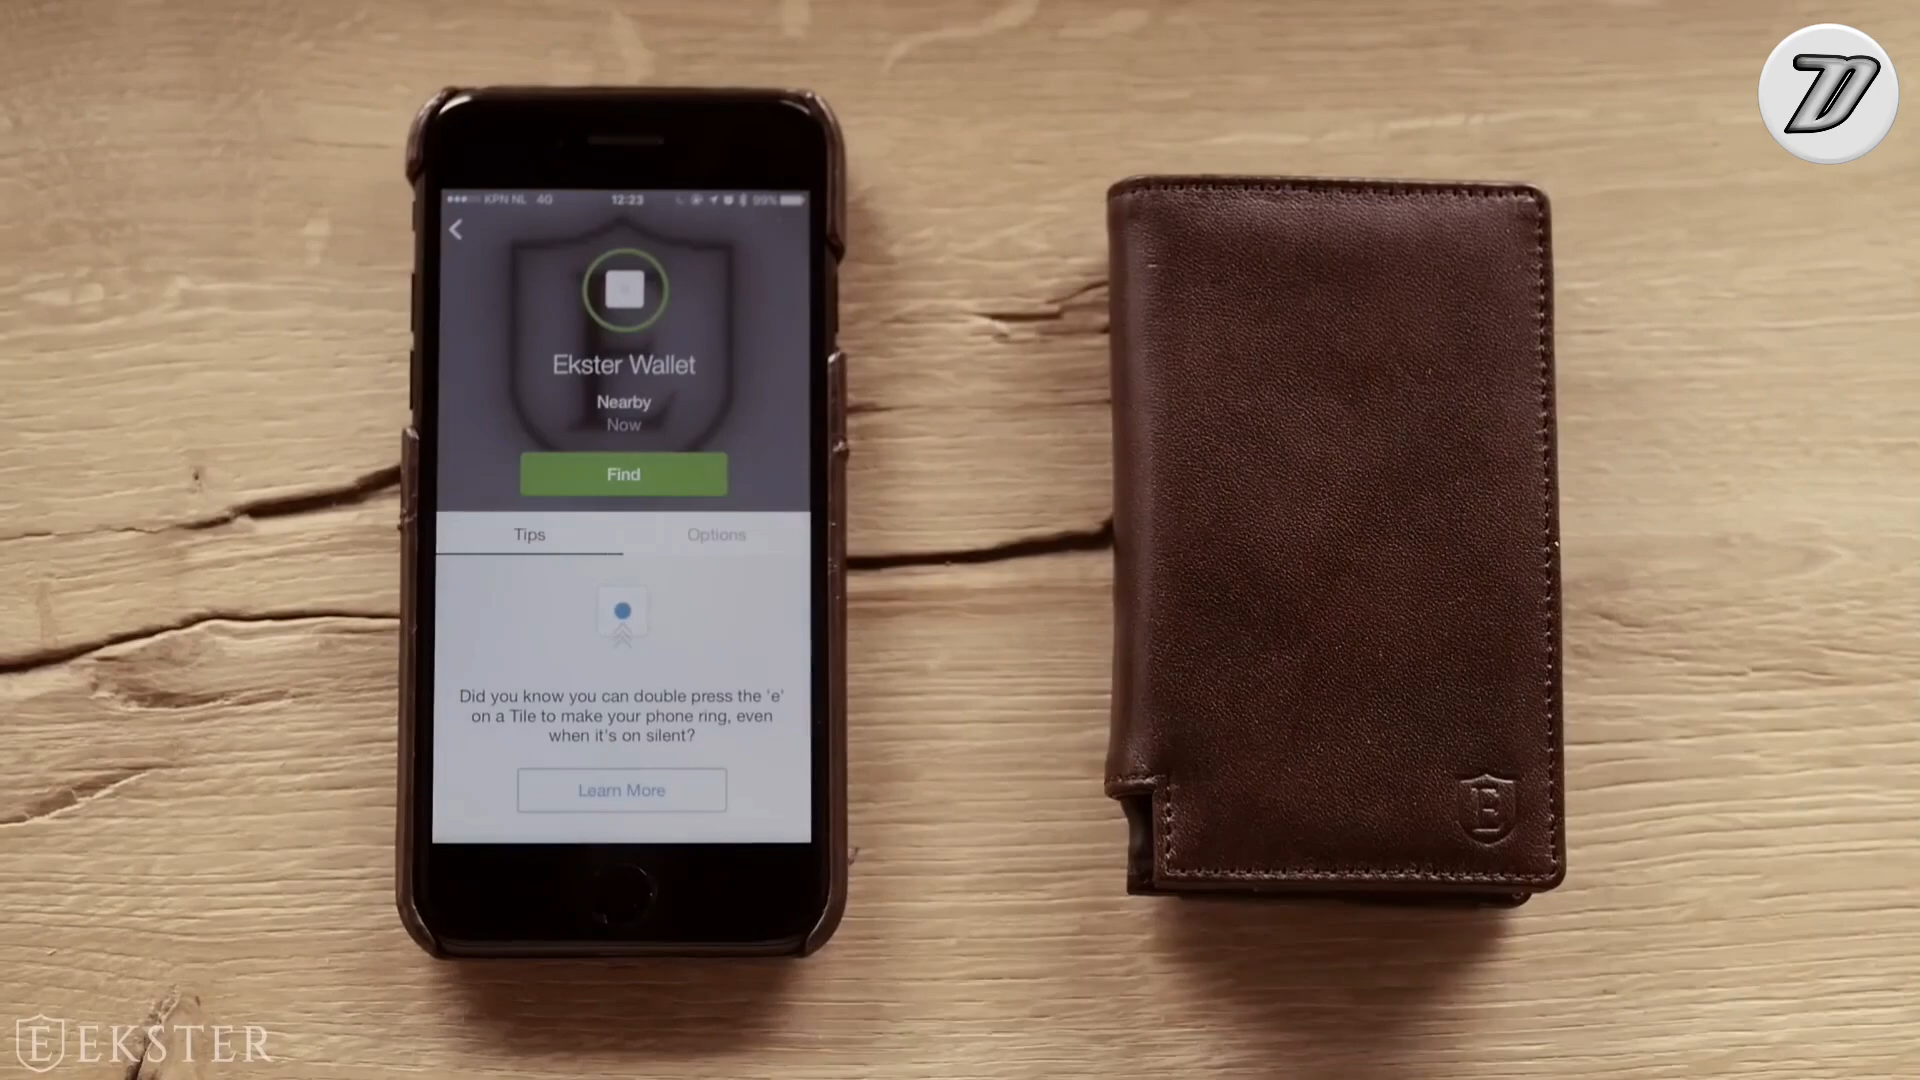 KPN NL 4G 12:23 99%
Ekster Wallet
Nearby
Now
Find
Tips Options
Did you know you can double press the 'e'
on a Tile to make your phone ring, even
when it's on silent?
Learn More
E
E EKSTER